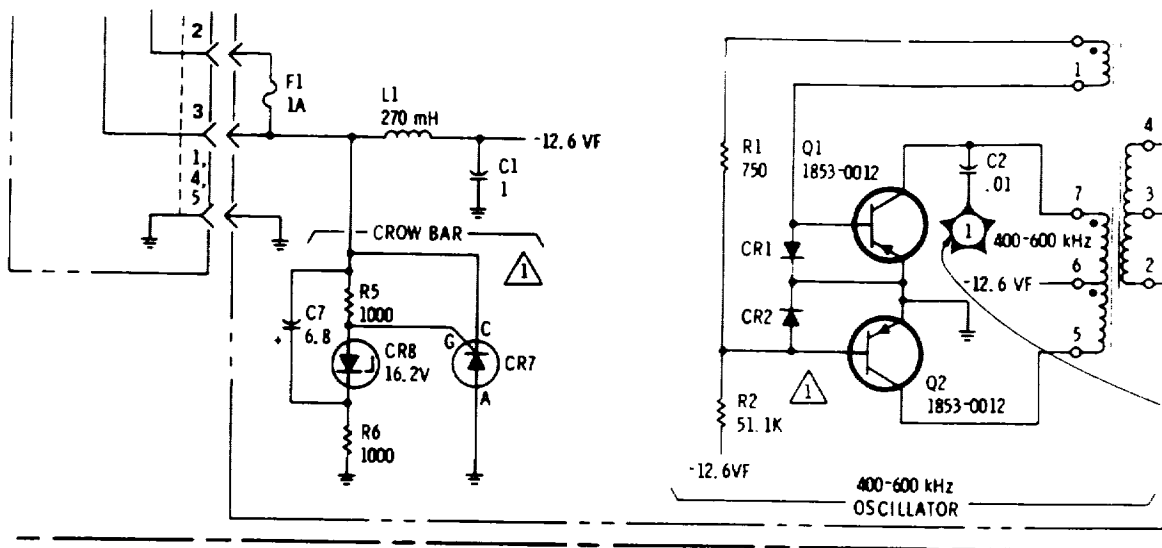 2
F1
1A
3
L1
270 mH
-12.6 VF
1,
4,
5
C1
1
CROW BAR
1
R5
1000
C7
6.8
+
G
C
CR8
16.2V
CR7
A
R6
1000
1
R1
750
Q1
1853-0012
C2
.01
4
7
3
1
400-600 kHz
CR1
-12.6 VF
6
2
CR2
5
1
Q2
1853-0012
R2
51.1K
-12.6VF
400-600 kHz
OSCILLATOR